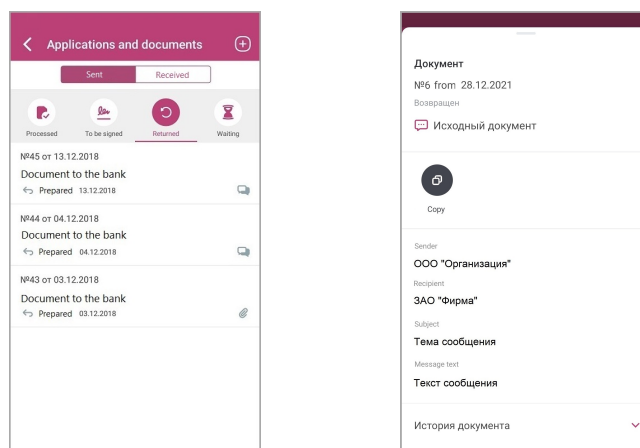 Applications and documents
Sent Received
Processed To be signed Returned Waiting
№45 от 13.12.2018
Document to the bank
Prepared 13.12.2018
№44 от 04.12.2018
Document to the bank
Prepared 04.12.2018
№43 от 03.12.2018
Document to the bank
Prepared 03.12.2018
Документ
№6 from 28.12.2021
Возвращен
Исходный документ
Copy
Sender
ООО "Организация"
Recipient
ЗАО "Фирма"
Subject
Тема сообщения
Message text
Текст сообщения
История документа